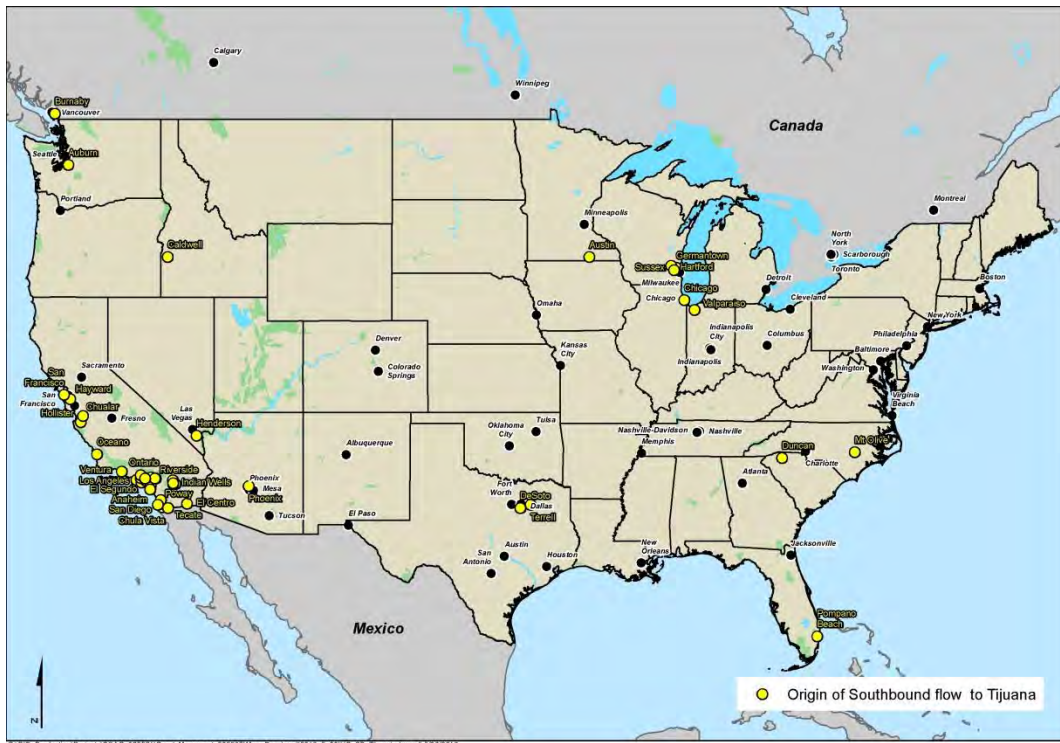 Calgary
Winnipeg
Burnaby
Vancouver
Canada
Seattle
Auburn
Montreal
Portland
Minneapolis
North
York
Scarborough
Toronto
Caldwell
Austin
Germantown
Sussex
Hartford
Milwaukee
Detroit
Boston
Chicago
Chicago
Valparaiso
Cleveland
Omaha
New York
Indianapolis
City
Columbus
Philadelphia
Denver
Kansas
City
Baltimore
Indianapolis
Washington
Colorado
Springs
Sacramento
San
Francisco
Hayward
San
Francisco
Chualar
Hollister
Fresno
Las
Vegas
Henderson
Virginia
Beach
Tulsa
Oklahoma
City
Nashville-Davidson
Nashville
Memphis
Oceano
Albuquerque
Duncan
Mt Olive
Charlotte
Ventura
Ontario
Riverside
Los Angeles
Indian Wells
El Segundo
Phoenix
Mesa
Phoenix
Atlanta
Anaheim
Poway
El Centro
San Diego
Tecate
Chula Vista
Tucson
Fort
Worth
DeSoto
Dallas
Terrell
El Paso
Austin
San
Antonio
Houston
New
Orleans
Jacksonville
Mexico
Pompano
Beach
Origin of Southbound flow to Tijuana
N